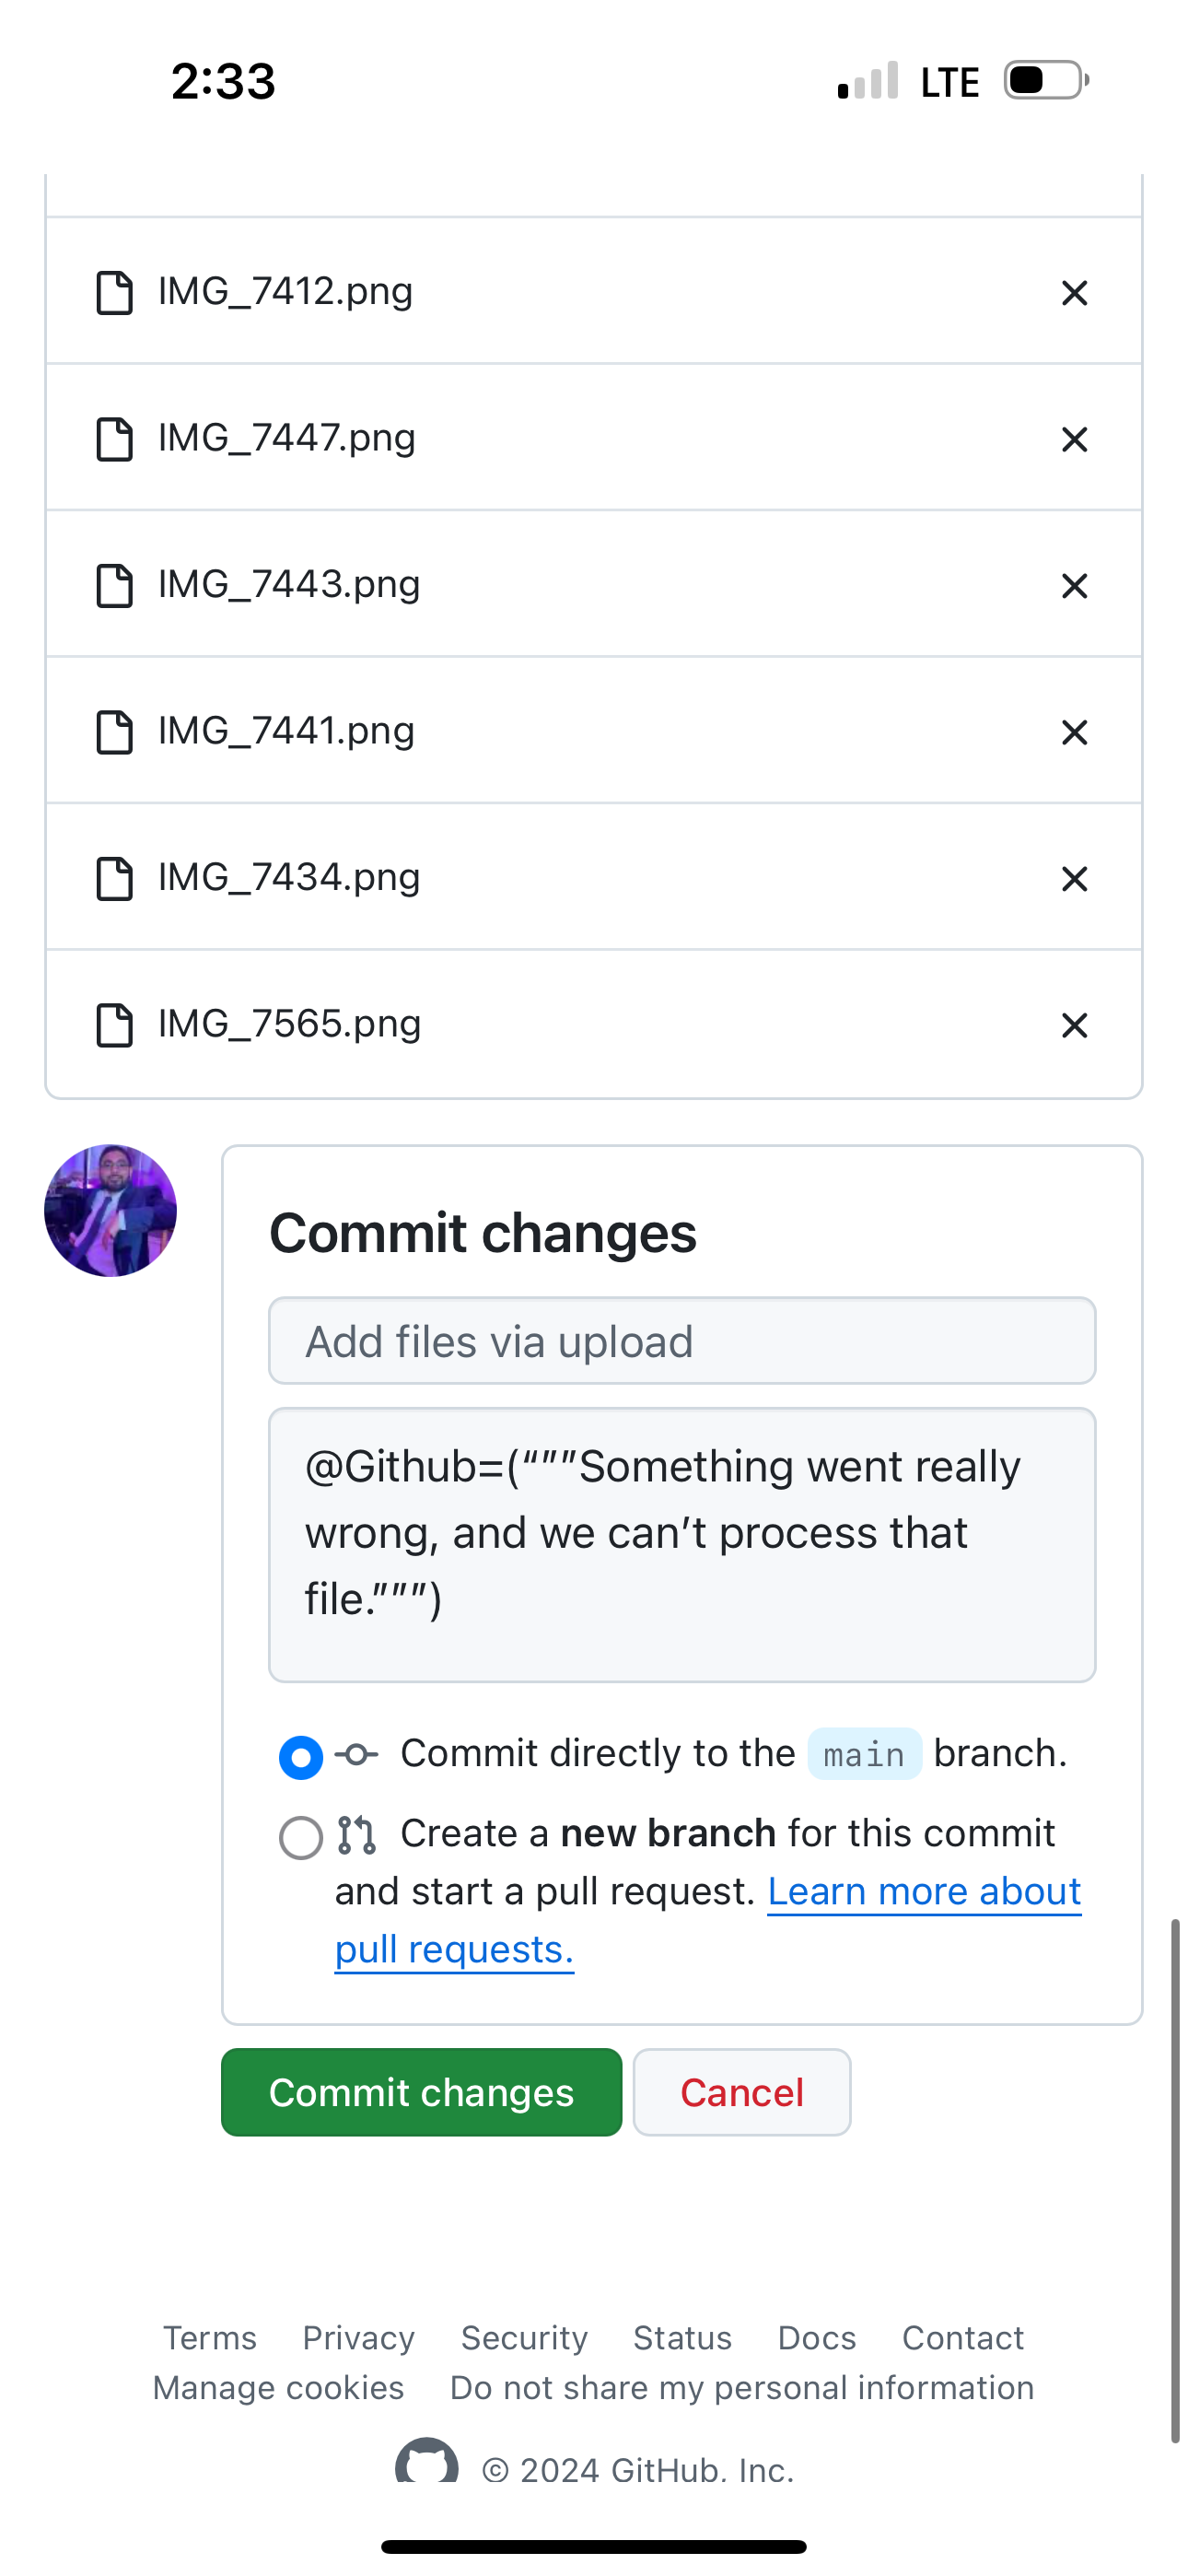 2:33 LTE
IMG_7412.png
IMG_7447.png
IMG_7443.png
IMG_7441.png
IMG_7434.png
IMG_7565.png
Commit changes
Add files via upload
@Github=(“””Something went really
wrong, and we can’t process that
file.”””)
Commit directly to the main branch.
Create a new branch for this commit
and start a pull request. Learn more about
pull requests.
Commit changes Cancel
Terms Privacy Security Status Docs Contact
Manage cookies Do not share my personal information
© 2024 GitHub, Inc.